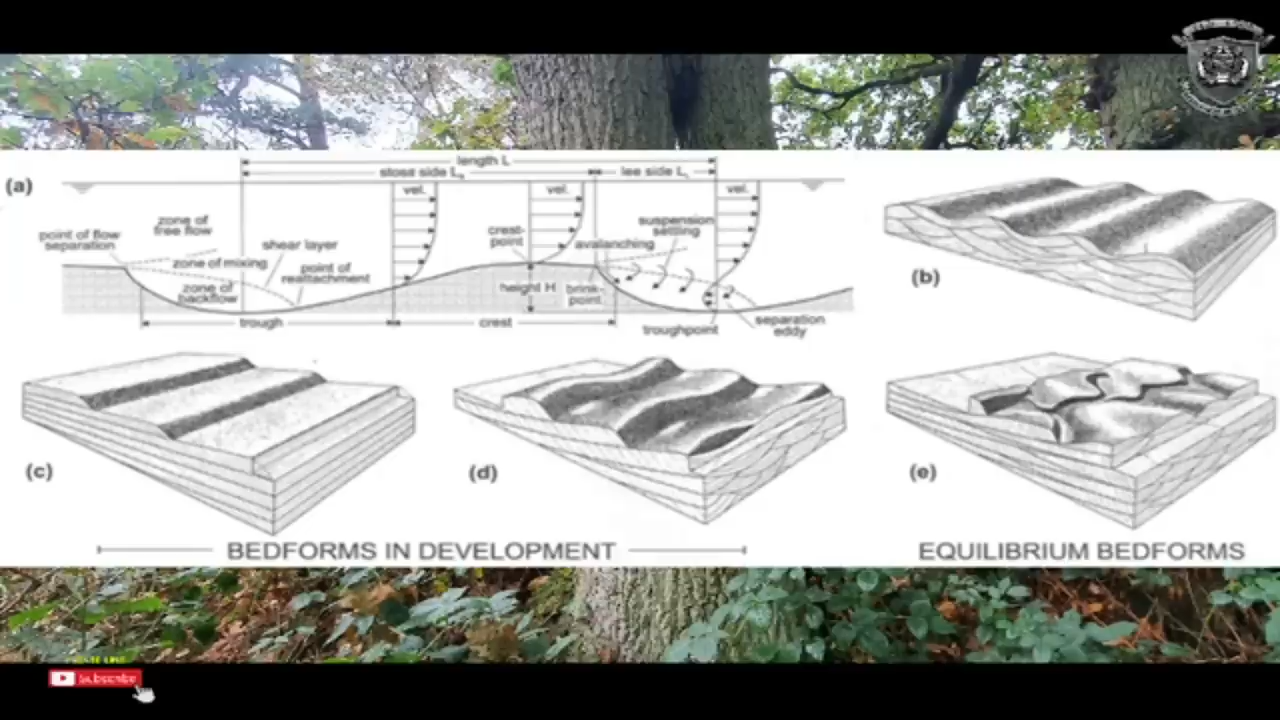 (a)
length L
stoss side Ls
lee side L
vel.
vel.
vel.
point of flow
separation
zone of
free flow
shear layer
zone of mixing
point of
reattachment
zone of
backflow
crest-
point
suspension
settling
avalanching
height H
brink-
point
trough
crest
troughpoint
separation
eddy
(b)
(c)
(d)
(e)
BEDFORMS IN DEVELOPMENT
EQUILIBRIUM BEDFORMS
Subscribe